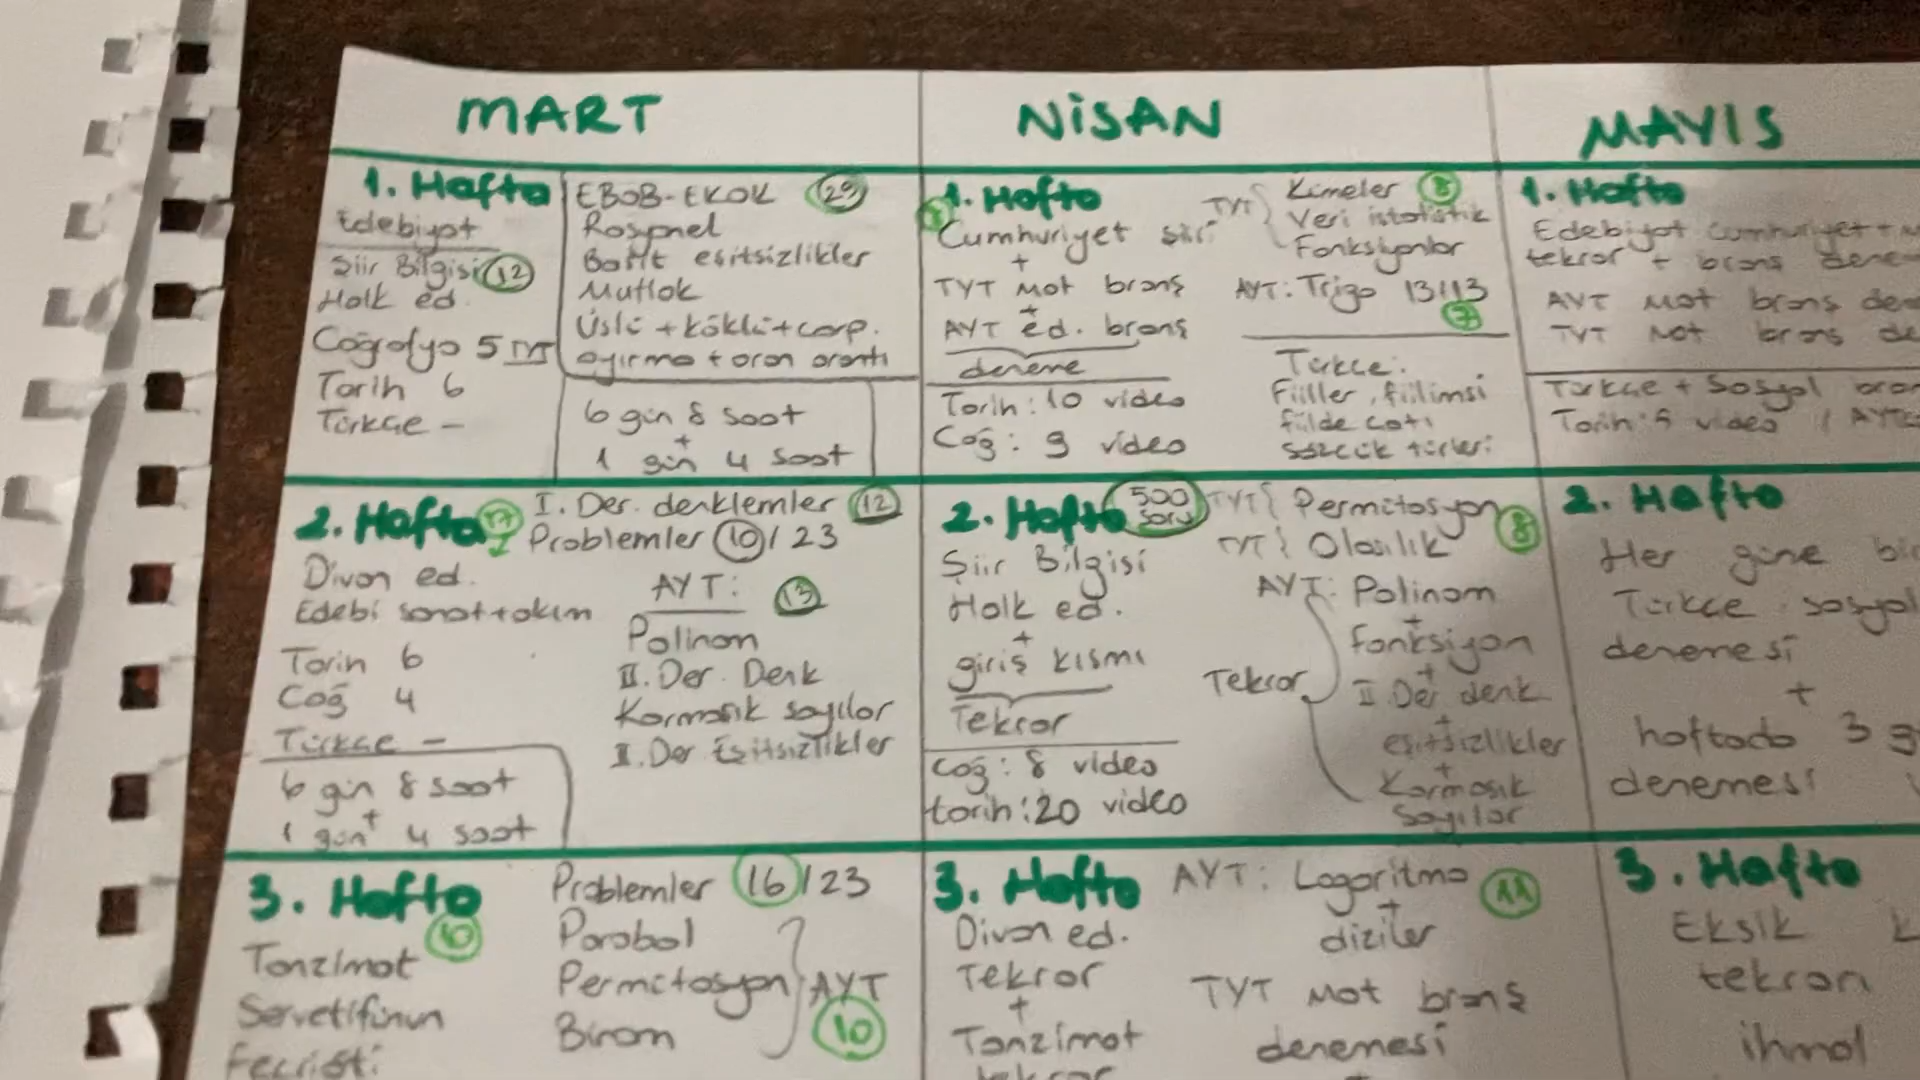 MART
1. Hafta
Edebiyat
Şiir Bilgisi 12
Halk ed.
Coğafya 5 TYT
Tarih 6
Türkçe -
EBOB-EKOK 29
Rasyonel
Basit eşitsizlikler
Mutlak
Üslü + köklü + çarp.
ayırma + oran orantı
6 gün 8 saat
+
1 gün 4 saat
2. Hafta
Divan ed.
Edebi sanat + akım
Tarih 6
Coğ 4
Türkçe -
6 gün 8 saat
+
1 gün 4 saat
I. Der. denklemler 12
Problemler 10/23
AYT: 13
Polinom
II. Der. Denk
Karmaşık sayılar
II. Der Eşitsizlikler
3. Hafta
10
Tanzimat
Servetifünun
Fecriati
Problemler 16/23
Parabol
Permütasyon AYT
Binom 10
NİSAN
1. Hafta
Cumhuriyet şiir
+
TYT Mat branş
+
AYT ed. branş
deneme
Tarih: 10 video
Coğ: 9 video
TYT Kümeler 8
Veri istatistik
Fonksiyonlar
AYT: Trigo 13/13
7
Türkçe:
Fiiller, fiilimsi
fiilde çatı
sözcük türleri
2. Hafta 500 soru
Şiir Bilgisi
Halk ed.
+
giriş kısmı
Tekrar
Coğ: 8 video
tarih: 20 video
TYT Permütasyon
TYT Olasılık 8
AYT: Polinom
+
fonksiyon
+
Tekrar II. Der denk
+
eşitsizlikler
+
Karmaşık
Sayılar
3. Hafta
Divan ed.
Tekrar
+
Tanzimat
tekrar
AYT: Logaritma
+ 11
diziler
TYT Mat branş
denemesi
MAYIS
1. Hafta
Edebiyat cumhuriyet +
tekrar + branş dene
AYT Mat branş de
TYT Mat branş de
Türkçe + Sosyal bran
Tarih: 5 video / AYT
2. Hafta
Her güne bir
Türkçe sosyal
denemesi
+
haftada 3 g
denemesi
3. Hafta
Eksik k
tekrarı
ihmal